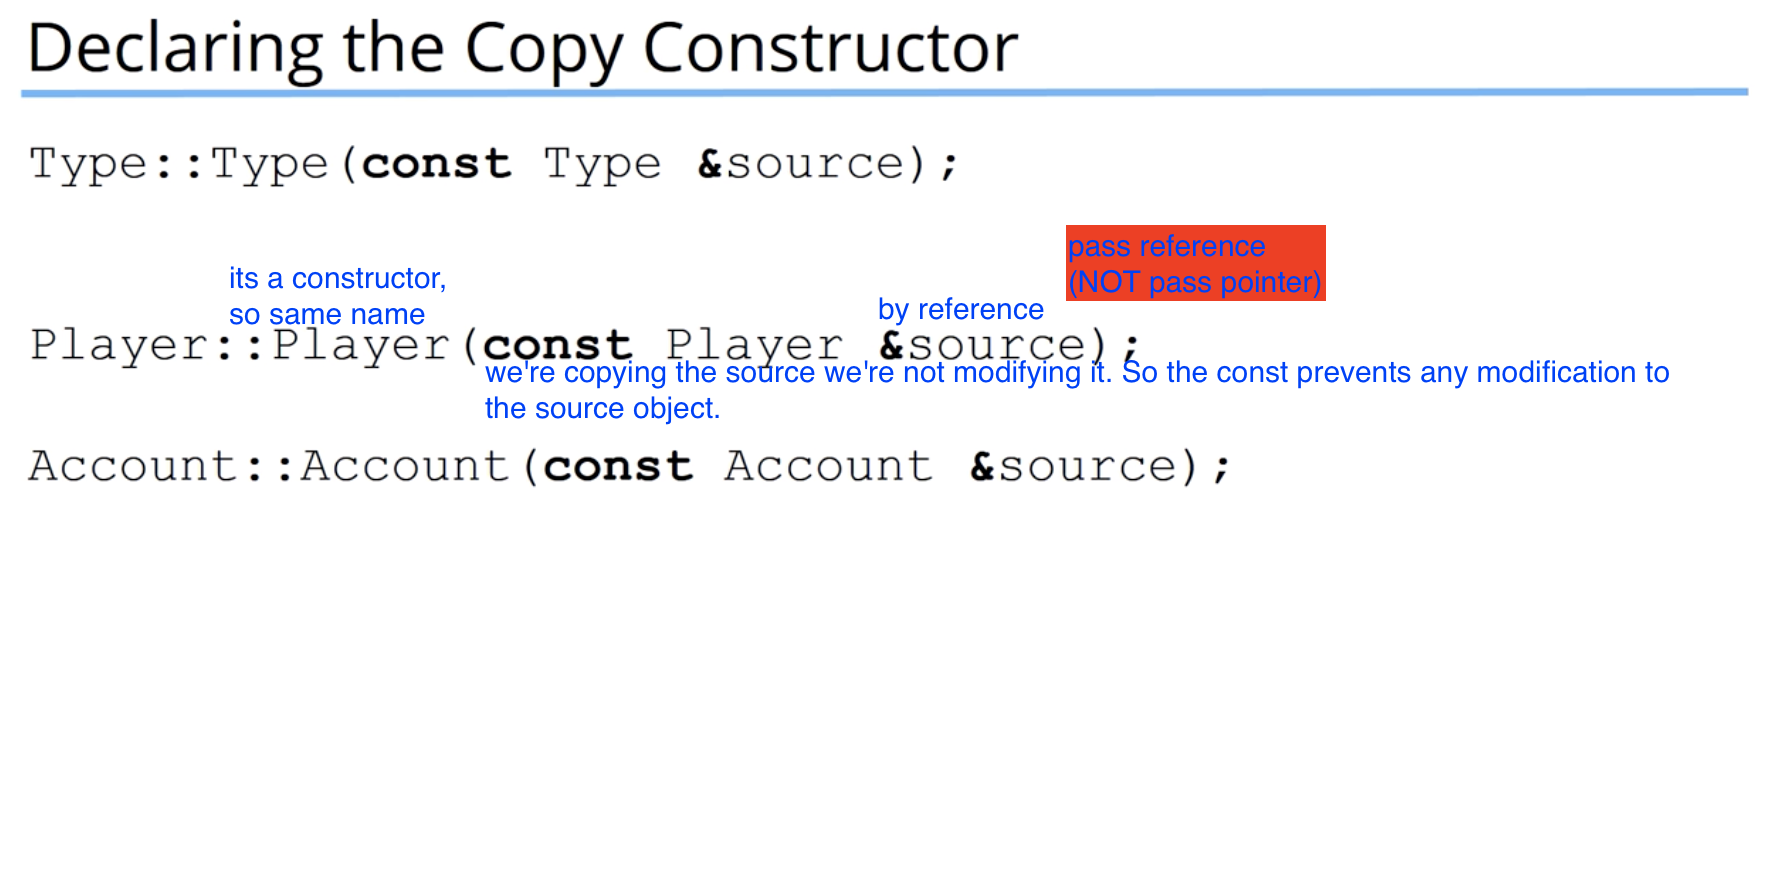 Declaring the Copy Constructor
Type::Type(const Type &source);
pass reference
(NOT pass pointer)
its a constructor,
so same name
by reference
Player::Player(const Player &source);
we're copying the source we're not modifying it. So the const prevents any modification to
the source object.
Account::Account(const Account &source);